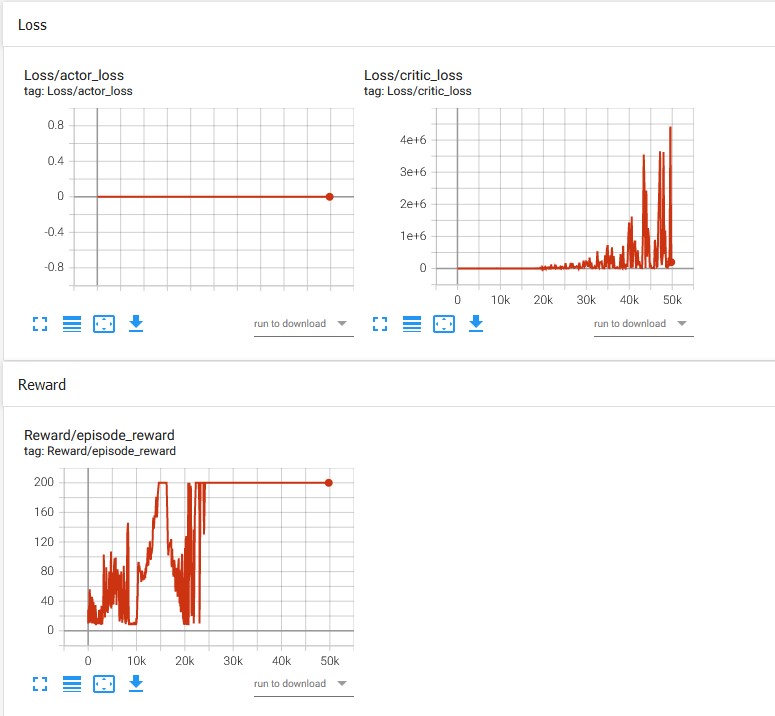 Loss
Loss/actor_loss
tag: Loss/actor_loss
0.8
0.4
0
-0.4
-0.8
run to download
Loss/critic_loss
tag: Loss/critic_loss
4e+6
3e+6
2e+6
1e+6
0
0 10k 20k 30k 40k 50k
run to download
Reward
Reward/episode_reward
tag: Reward/episode_reward
200
160
120
80
40
0
0 10k 20k 30k 40k 50k
run to download